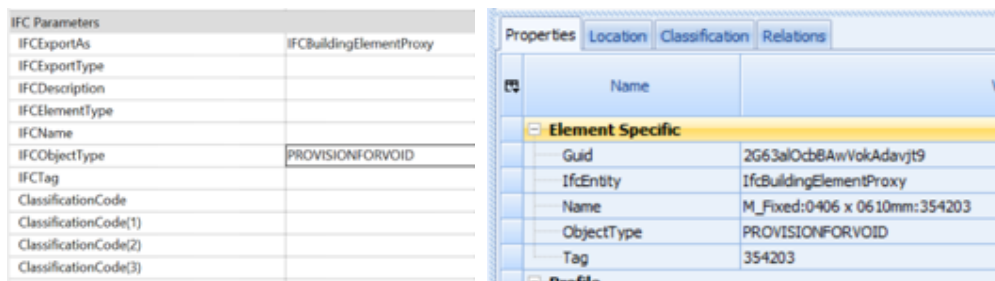 IFC Parameters
IFCExportAs IFCBuildingElementProxy
IFCExportType
IFCDescription
IFCElementType
IFCName
IFCObjectType PROVISIONFORVOID
IFCTag
ClassificationCode
ClassificationCode(1)
ClassificationCode(2)
ClassificationCode(3)
Properties Location Classification Relations
Name
Element Specific
Guid 2G63alOcbBAwVokAdavjt9
IfcEntity IfcBuildingElementProxy
Name M_Fixed:0406 x 0610mm:354203
ObjectType PROVISIONFORVOID
Tag 354203
Profile